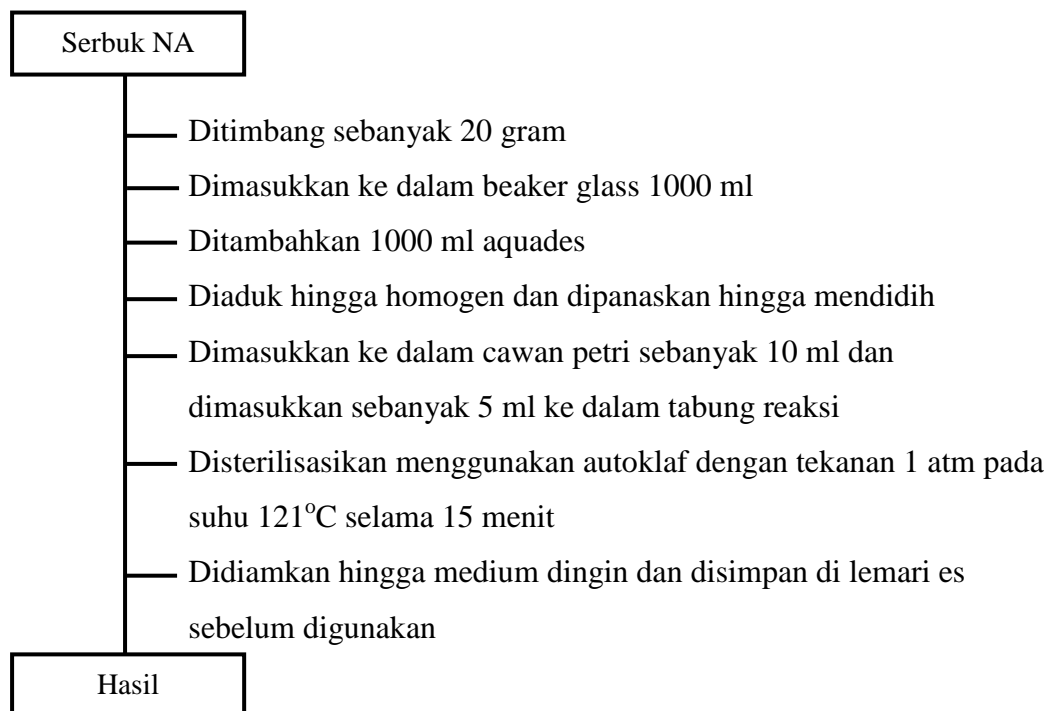 Serbuk NA
Ditimbang sebanyak 20 gram
Dimasukkan ke dalam beaker glass 1000 ml
Ditambahkan 1000 ml aquades
Diaduk hingga homogen dan dipanaskan hingga mendidih
Dimasukkan ke dalam cawan petri sebanyak 10 ml dan
dimasukkan sebanyak 5 ml ke dalam tabung reaksi
Disterilisasikan menggunakan autoklaf dengan tekanan 1 atm pada
suhu 121°C selama 15 menit
Didiamkan hingga medium dingin dan disimpan di lemari es
sebelum digunakan
Hasil